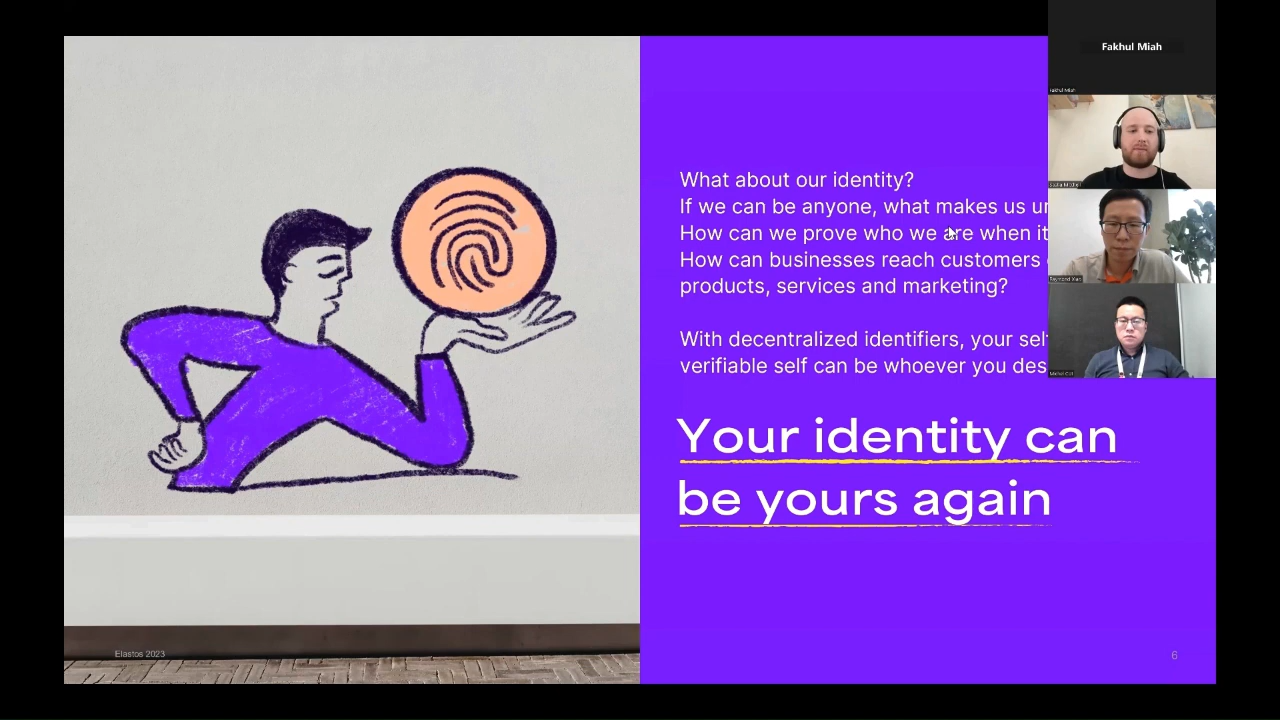 Fakhul Miah
Fakhul Miah
What about our identity?
If we can be anyone, what makes us
How can we prove who we are when it
How can businesses reach customers
products, services and marketing?
With decentralized identifiers, your
verifiable self can be whoever you
Your identity can
be yours again
Elastos 2023
6